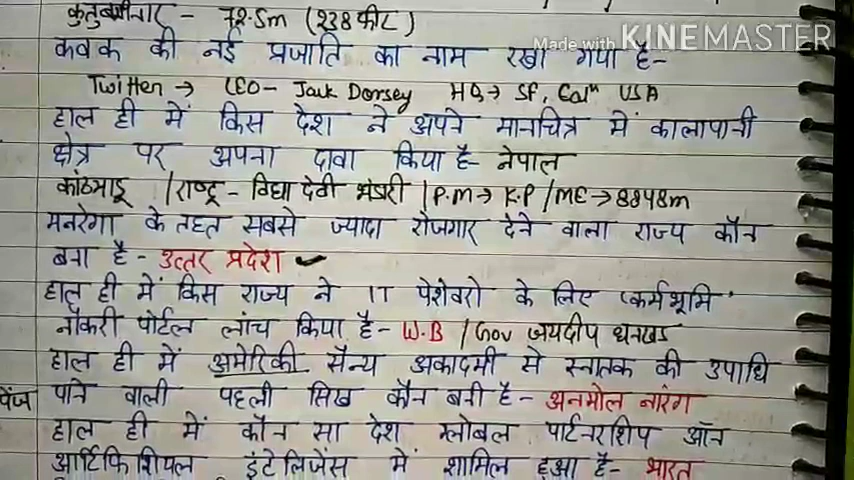 कुतुबमीनार - 72.5m (238 फीट)
Made with KINEMASTER
कवक की नई प्रजाति का नाम रखा गया है-
Twitter → CEO - Jack Dorsey HQ → SF, Calⁿ USA
हाल ही में किस देश ने अपने मानचित्र में कालापानी
क्षेत्र पर अपना दावा किया है- नेपाल
काठमाडू / राष्ट्र - विद्या देवी भंडारी / P.M → K.P / ME → 8848m
मनरेगा के तहत सबसे ज्यादा रोजगार देने वाला राज्य कौन
बना है - उत्तर प्रदेश
हाल ही में किस राज्य ने IT पेशेवरो के लिए 'कर्मभूमि'
नौकरी पोर्टल लांच किया है- W.B / Gov जयदीप धनखड
हाल ही में अमेरिकी सैन्य अकादमी से स्नातक की उपाधि
पाने वाली पहली सिख कौन बनी है - अनमोल नारंग
हाल ही में कौन सा देश ग्लोबल पार्टनरशिप ऑन
आर्टिफिशियल इंटेलिजेंस में शामिल हुआ है- भारत